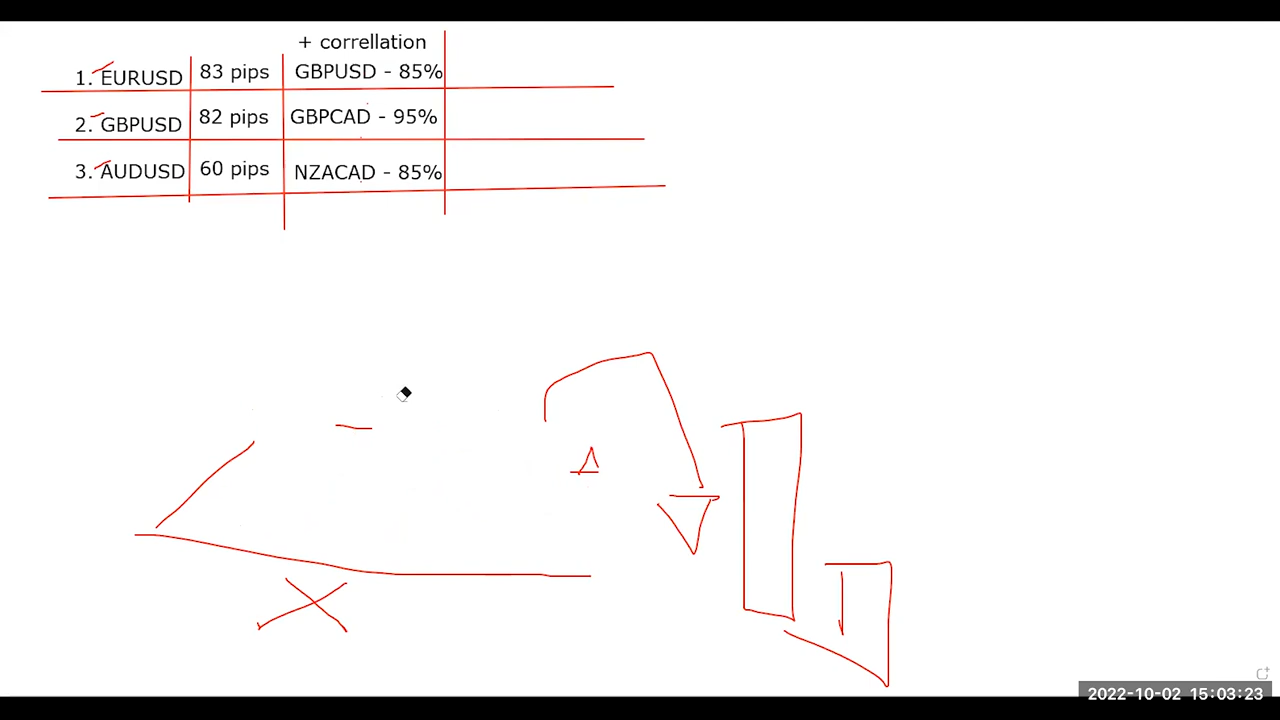 + correllation
1. EURUSD 83 pips GBPUSD - 85%
2. GBPUSD 82 pips GBPCAD - 95%
3. AUDUSD 60 pips NZACAD - 85%
2022-10-02 15:03:23